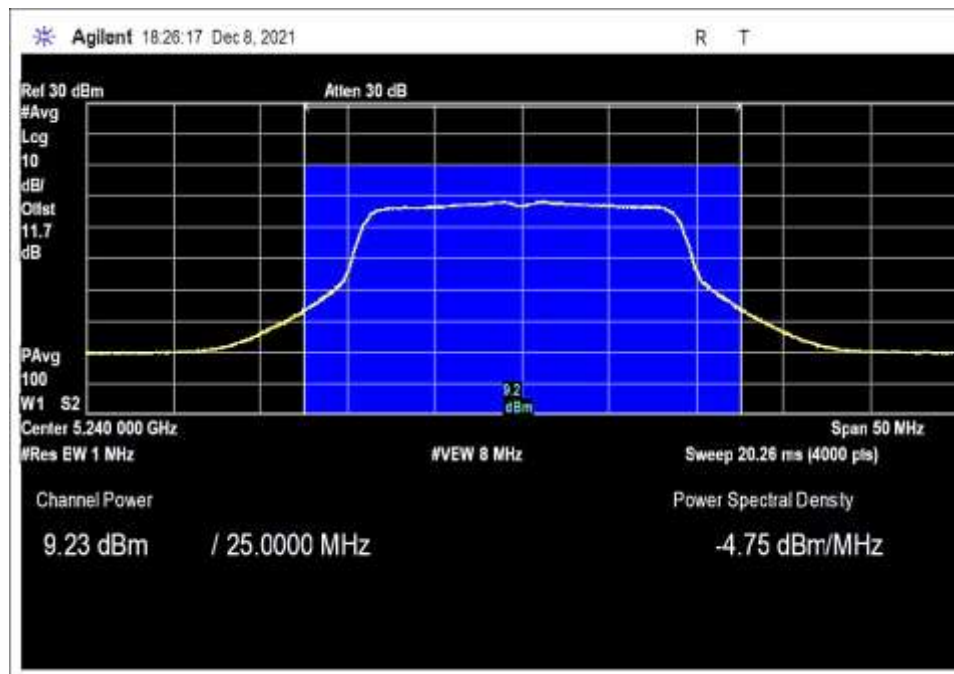 Agilent 18:26:17 Dec 8, 2021
R T
Ref 30 dBm
Atten 30 dB
#Avg
Log
10
dB/
Offst
11.7
dB
PAvg
100
W1 S2
9.2
dBm
Center 5.240 000 GHz
Span 50 MHz
#Res BW 1 MHz
#VBW 8 MHz
Sweep 20.26 ms (4000 pts)
Channel Power
Power Spectral Density
9.23 dBm / 25.0000 MHz
-4.75 dBm/MHz